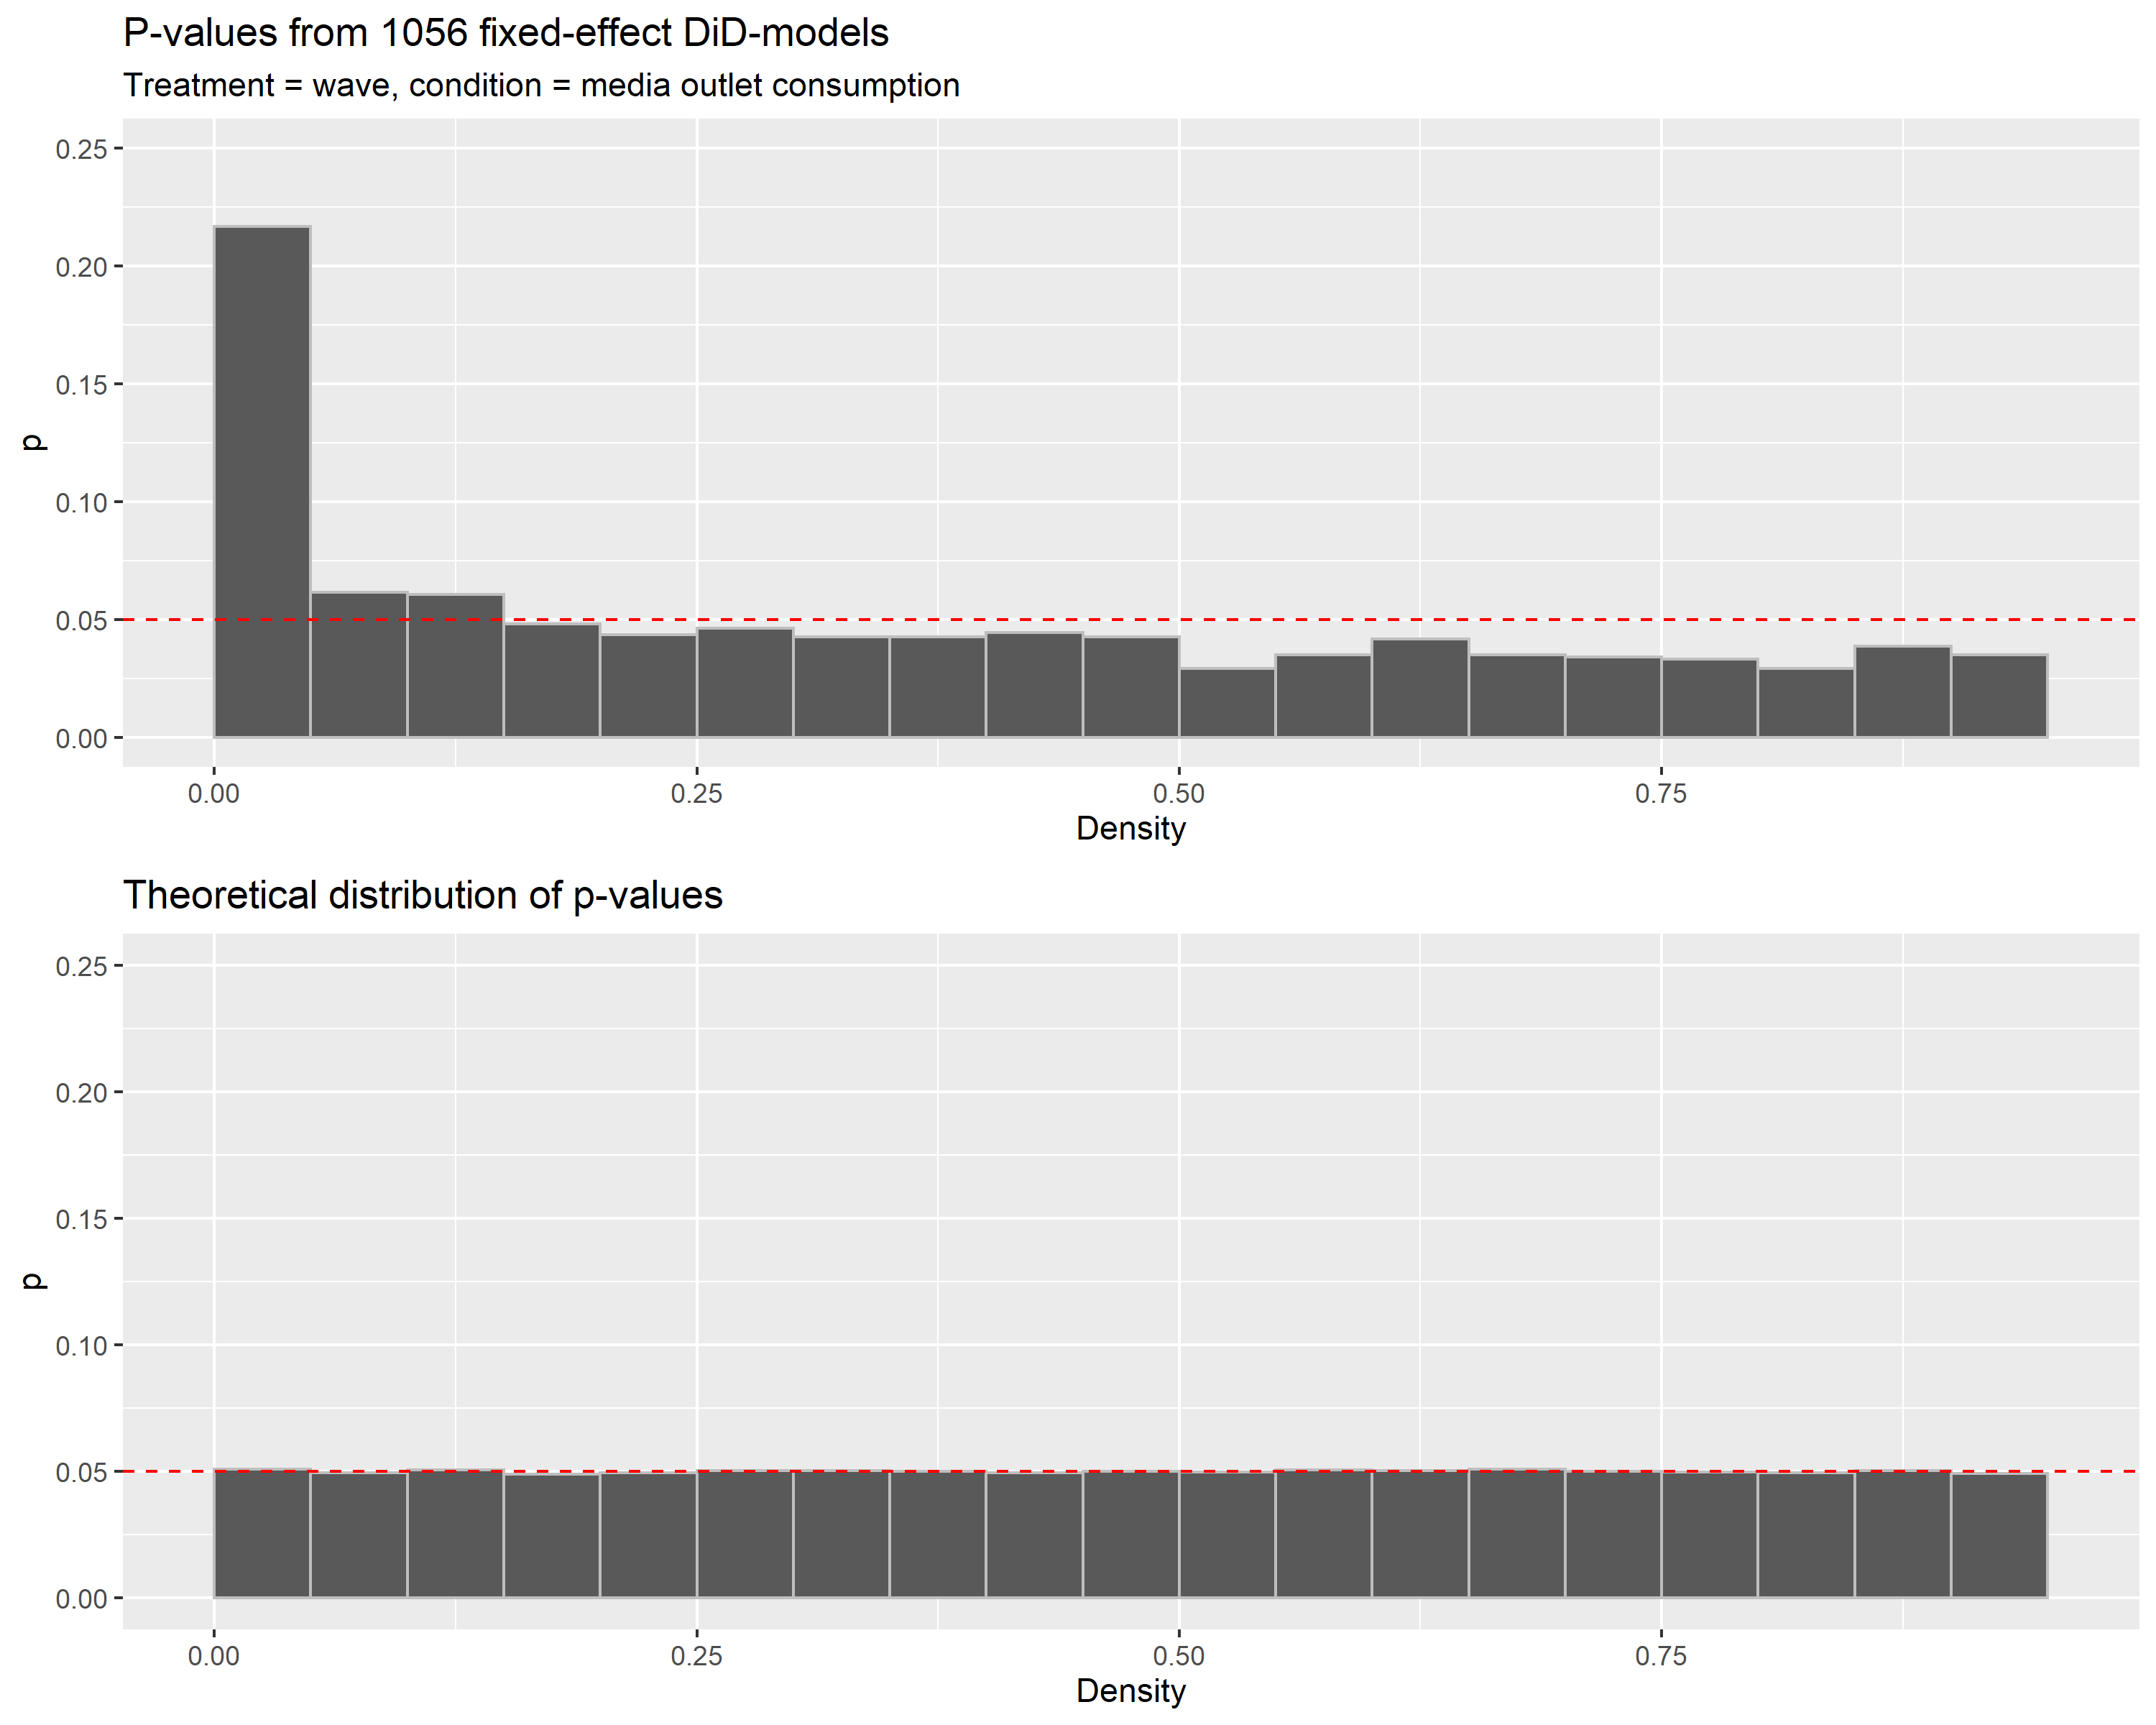 P-values from 1056 fixed-effect DiD-models
Treatment = wave, condition = media outlet consumption
0.25
0.20
0.15
0.10
0.05
0.00
p
0.00 0.25 0.50 0.75
Density
Theoretical distribution of p-values
0.25
0.20
0.15
0.10
0.05
0.00
p
0.00 0.25 0.50 0.75
Density